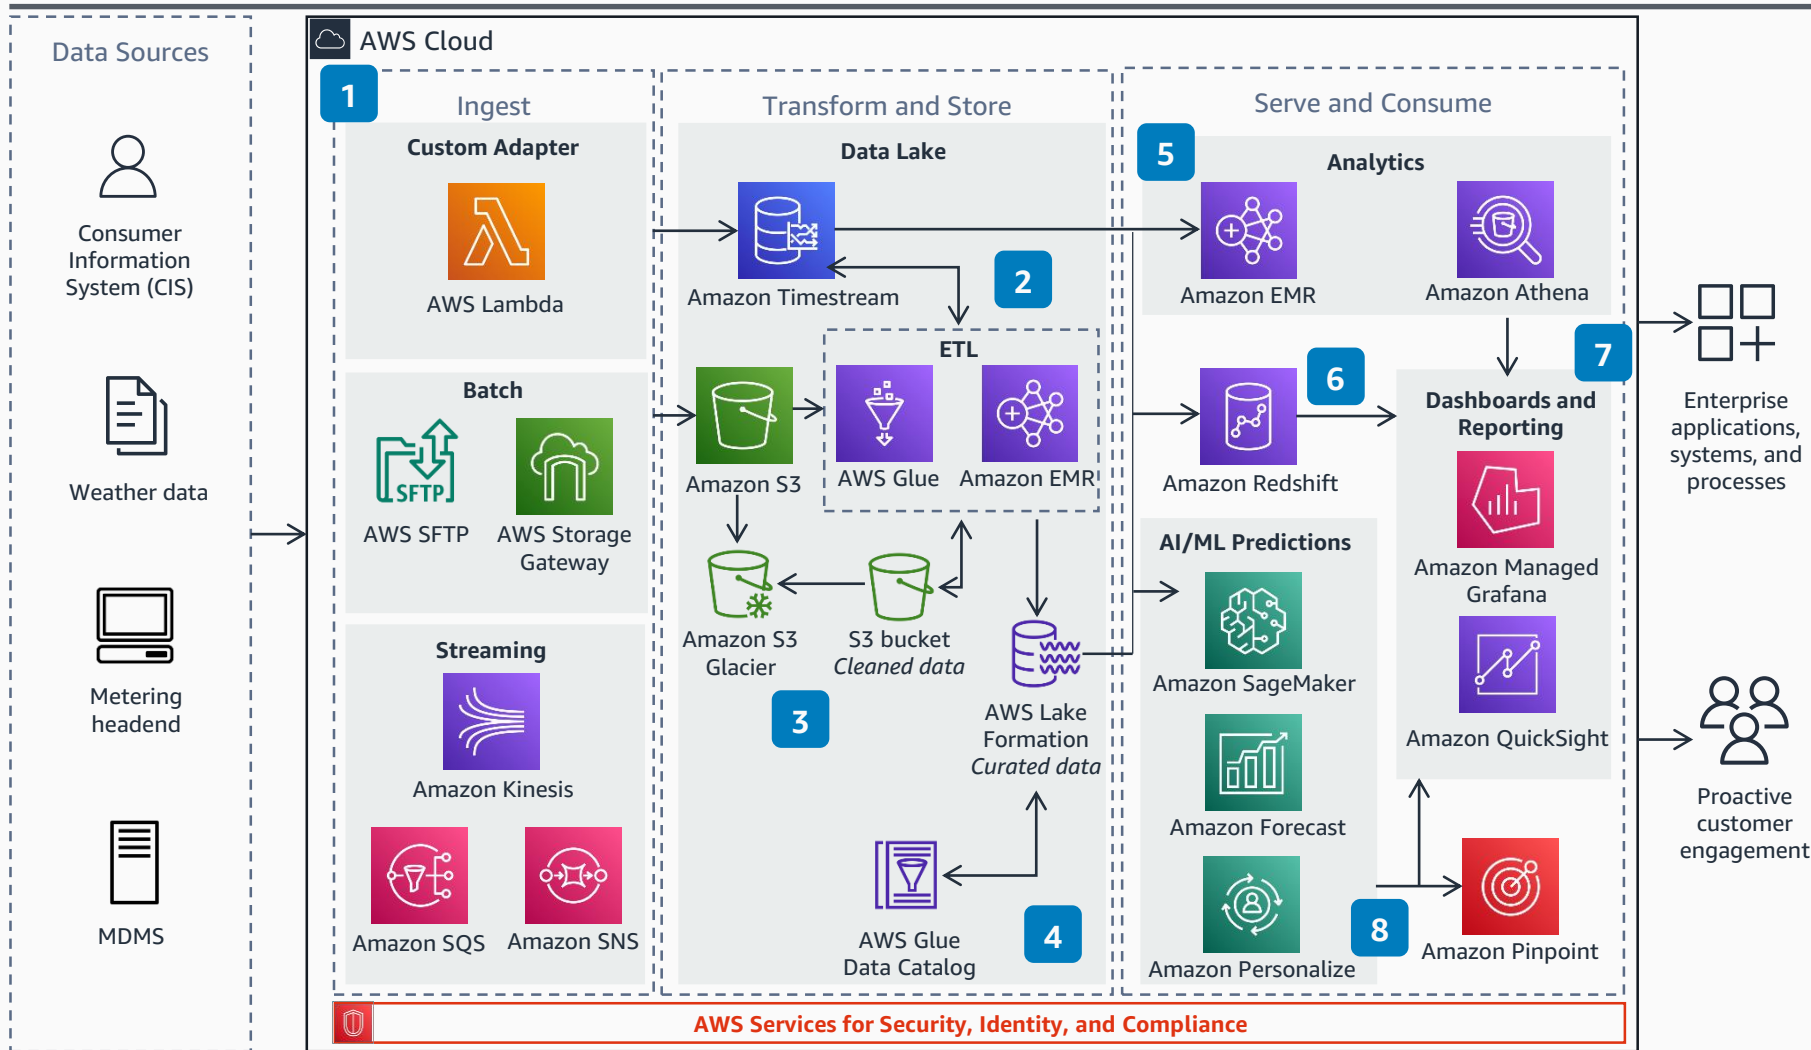 Data Sources
Consumer
Information
System (CIS)
Weather data
Metering
headend
MDMS
AWS Cloud
1
Ingest
Custom Adapter
AWS Lambda
Batch
SFTP
AWS SFTP
AWS Storage
Gateway
Streaming
Amazon Kinesis
Amazon SQS
Amazon SNS
Transform and Store
Data Lake
Amazon Timestream
2
ETL
AWS Glue
Amazon EMR
Amazon S3
Amazon S3
Glacier
S3 bucket
Cleaned data
3
AWS Lake
Formation
Curated data
AWS Glue
Data Catalog
4
Serve and Consume
5
Analytics
Amazon EMR
Amazon Athena
6
7
Amazon Redshift
Dashboards and
Reporting
Amazon Managed
Grafana
Amazon QuickSight
AI/ML Predictions
Amazon SageMaker
Amazon Forecast
Amazon Personalize
8
Amazon Pinpoint
AWS Services for Security, Identity, and Compliance
Enterprise
applications,
systems, and
processes
Proactive
customer
engagement